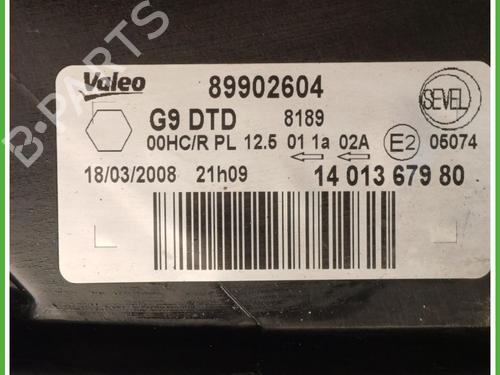 B-PARTS
Valeo 89902604
SEVEL
G9 DTD 8189
00HC/R PL 12.5 01 1a 02A E2 05074
18/03/2008 21h09 14 013 679 80
B-PARTS